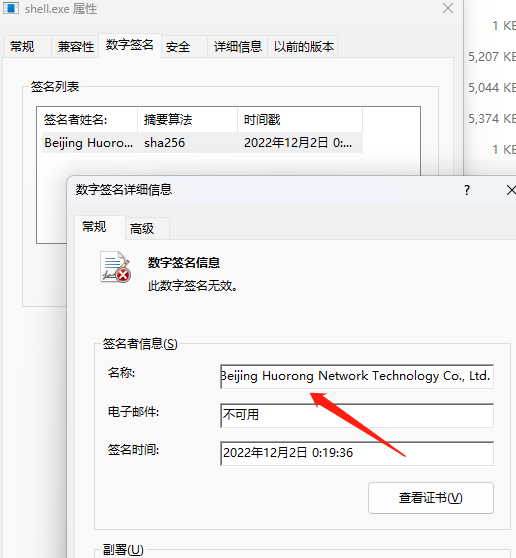 shell.exe 属性
常规 兼容性 数字签名 安全 详细信息 以前的版本
签名列表
签名者姓名: 摘要算法 时间戳
Beijing Huoro... sha256 2022年12月2日 0:...
1 KE
5,207 KE
5,044 KE
5,374 KE
1 KE
数字签名详细信息 ?
常规 高级
数字签名信息
此数字签名无效。
签名者信息(S)
名称: Beijing Huorong Network Technology Co., Ltd.
电子邮件: 不可用
签名时间: 2022年12月2日 0:19:36
查看证书(V)
副署(U)